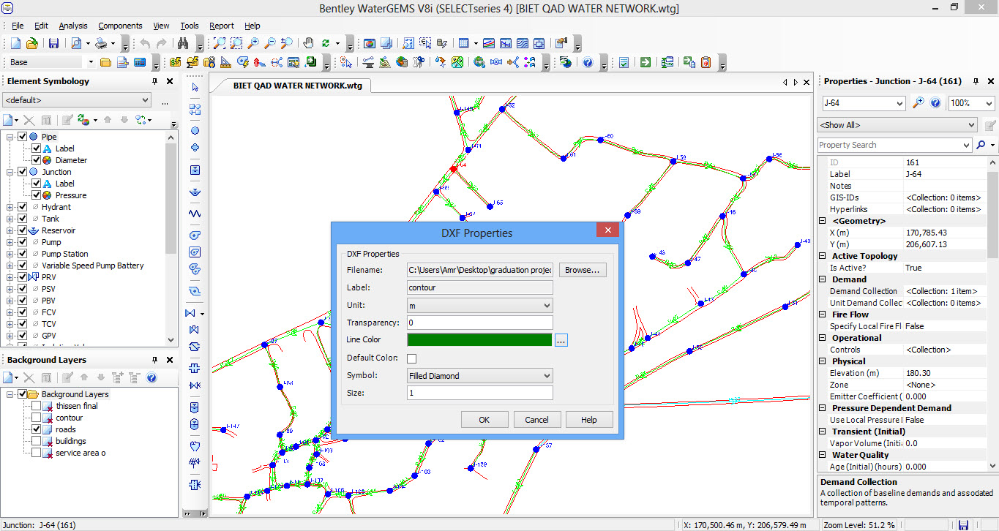 Bentley WaterGEMS V8i (SELECTseries 4) [BIET QAD WATER NETWORK.wtg]
File Edit Analysis Components View Tools Report Help
Base
Element Symbology
<default>
...
Pipe
Label
Diameter
Junction
Label
Pressure
Hydrant
Tank
Reservoir
Pump
Pump Station
Variable Speed Pump Battery
PRV
PSV
PBV
FCV
TCV
GPV
Background Layers
Background Layers
thissen final
contour
roads
buildings
service area o
BIET QAD WATER NETWORK.wtg
J-60
J-65
DXF Properties
DXF Properties
Filename: C:\Users\Amr\Desktop\graduation projec Browse...
Label: contour
Unit: m
Transparency: 0
Line Color ...
Default Color:
Symbol: Filled Diamond
Size: 1
OK Cancel Help
Properties - Junction - J-64 (161)
J-64 100%
<Show All>
Property Search
ID 161
Label J-64
Notes
GIS-IDs <Collection: 0 items>
Hyperlinks <Collection: 0 items>
<Geometry>
X (m) 170,785.43
Y (m) 206,607.13
Active Topology
Is Active? True
Demand
Demand Collection <Collection: 1 item>
Unit Demand Collec <Collection: 0 items>
Fire Flow
Specify Local Fire Fl False
Operational
Controls <Collection>
Physical
Elevation (m) 180.30
Zone <None>
Emitter Coefficient ( 0.000
Pressure Dependent Demand
Use Local Pressure False
Transient (Initial)
Vapor Volume (Initia 0.0
Water Quality
Age (Initial) (hours) 0.000
Demand Collection
A collection of baseline demands and associated
temporal patterns.
Junction: J-64 (161)
X: 170,500.46 m, Y: 206,579.49 m
Zoom Level: 51.2 %